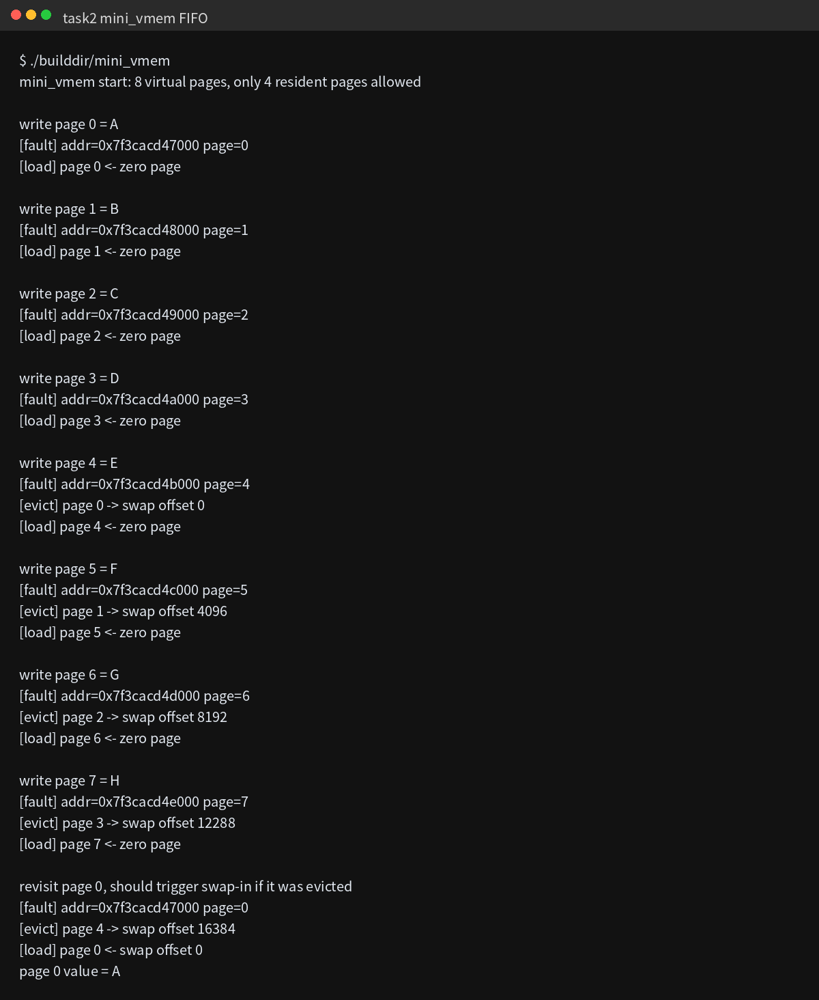 task2 mini_vmem FIFO
$ ./builddir/mini_vmem
mini_vmem start: 8 virtual pages, only 4 resident pages allowed
write page 0 = A
[fault] addr=0x7f3cacd47000 page=0
[load] page 0 <- zero page
write page 1 = B
[fault] addr=0x7f3cacd48000 page=1
[load] page 1 <- zero page
write page 2 = C
[fault] addr=0x7f3cacd49000 page=2
[load] page 2 <- zero page
write page 3 = D
[fault] addr=0x7f3cacd4a000 page=3
[load] page 3 <- zero page
write page 4 = E
[fault] addr=0x7f3cacd4b000 page=4
[evict] page 0 -> swap offset 0
[load] page 4 <- zero page
write page 5 = F
[fault] addr=0x7f3cacd4c000 page=5
[evict] page 1 -> swap offset 4096
[load] page 5 <- zero page
write page 6 = G
[fault] addr=0x7f3cacd4d000 page=6
[evict] page 2 -> swap offset 8192
[load] page 6 <- zero page
write page 7 = H
[fault] addr=0x7f3cacd4e000 page=7
[evict] page 3 -> swap offset 12288
[load] page 7 <- zero page
revisit page 0, should trigger swap-in if it was evicted
[fault] addr=0x7f3cacd47000 page=0
[evict] page 4 -> swap offset 16384
[load] page 0 <- swap offset 0
page 0 value = A